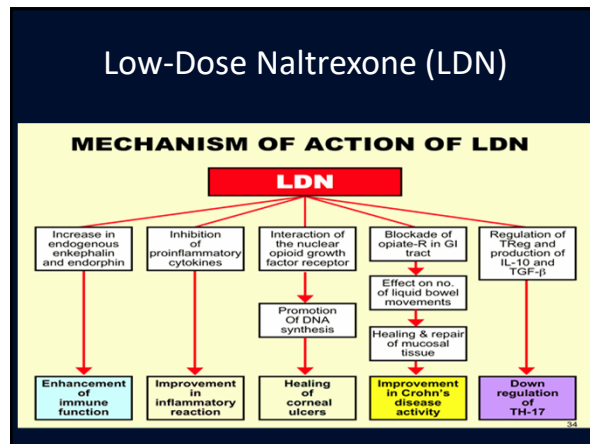 Low-Dose Naltrexone (LDN)
MECHANISM OF ACTION OF LDN
LDN
Increase in
endogenous
enkephalin
and endorphin
Inhibition
of
proinflammatory
cytokines
Interaction of
the nuclear
opioid growth
factor receptor
Blockade of
opiate-R in GI
tract
Regulation of
TReg and
production of
IL-10 and
TGF-β
Effect on no.
of liquid bowel
movements
Promotion
Of DNA
synthesis
Healing & repair
of mucosal
tissue
Enhancement
of
immune
function
Improvement
in
inflammatory
reaction
Healing
of
corneal
ulcers
Improvement
in Crohn's
disease
activity
Down
regulation
of
TH-17
34